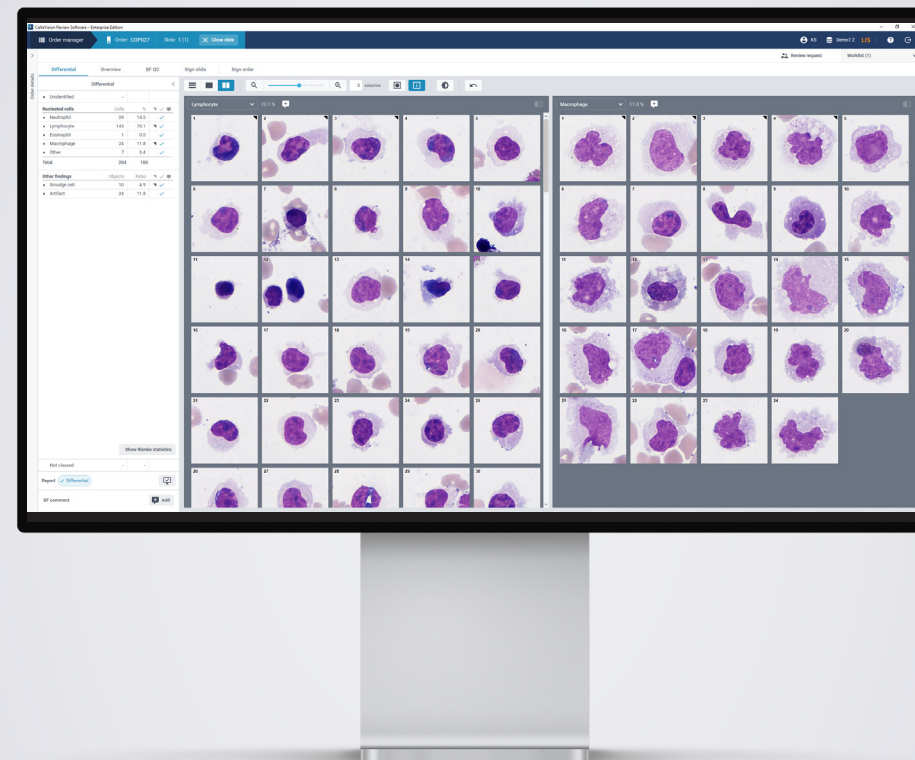 CellaVision Review Software - Enterprise Edition
Order manager Order: COP027 Slide: 1 (1) Close slide KS Demo7.2 LIS
Review request Worklist (1)
Order details
Differential Overview BF QC Sign slide Sign order
Differential
5 columns
Unidentified -
Nucleated cells Cells %
Neutrophil 29 14.2
Lymphocyte 143 70.1
Eosinophil 1 0.5
Macrophage 24 11.8
Other 7 3.4
Total 204 100
Other findings Objects Ratio
Smudge cell 10 4.9
Artifact 24 11.8
Show Rümke statistics
Not classed - -
Report Differential
BF comment Add
Lymphocyte 70.1 %
1 2 3 4 5
6 7 8 9 10
11 12 13 14 15
16 17 18 19 20
21 22 23 24 25
26 27 28 29 30
Macrophage 11.8 %
1 2 3 4 5
6 7 8 9 10
11 12 13 14 15
16 17 18 19 20
21 22 23 24